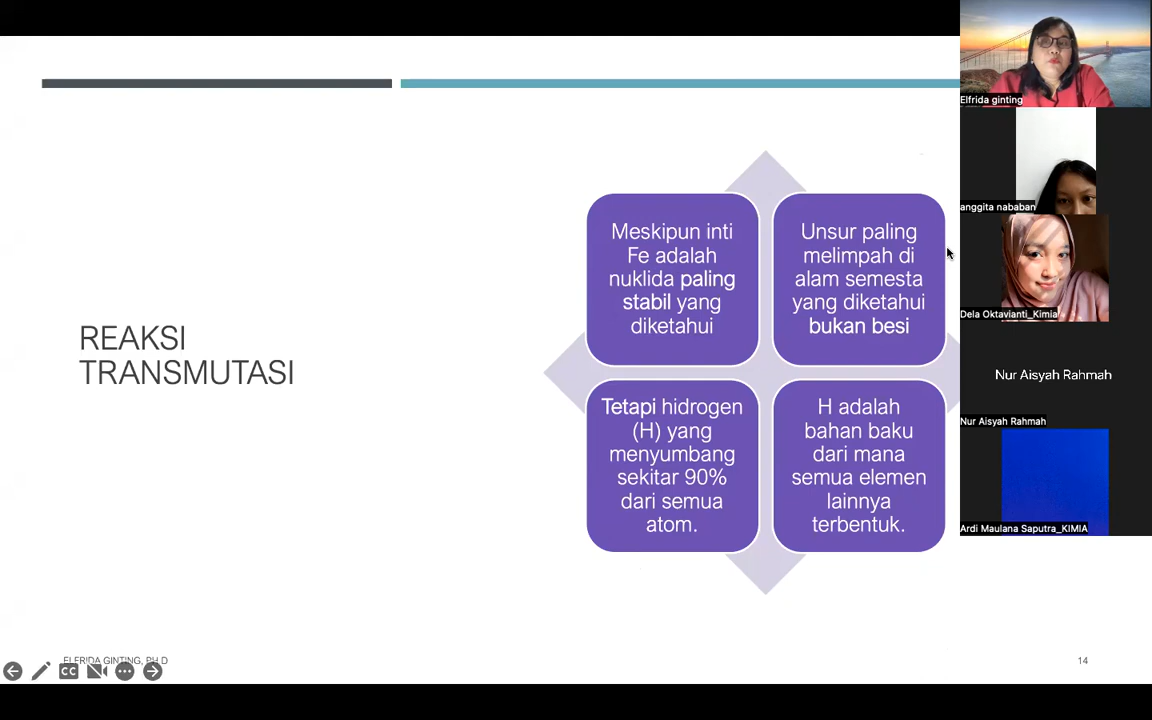 REAKSI
TRANSMUTASI
Meskipun inti
Fe adalah
nuklida paling
stabil yang
diketahui
Unsur paling
melimpah di
alam semesta
yang diketahui
bukan besi
Tetapi hidrogen
(H) yang
menyumbang
sekitar 90%
dari semua
atom.
H adalah
bahan baku
dari mana
semua elemen
lainnya
terbentuk.
ELFRIDA GINTING, PH.D
14
CC
Elfrida ginting
anggita nababan
Dela Oktavianti_Kimia
Nur Aisyah Rahmah
Nur Aisyah Rahmah
Ardi Maulana Saputra_KIMIA